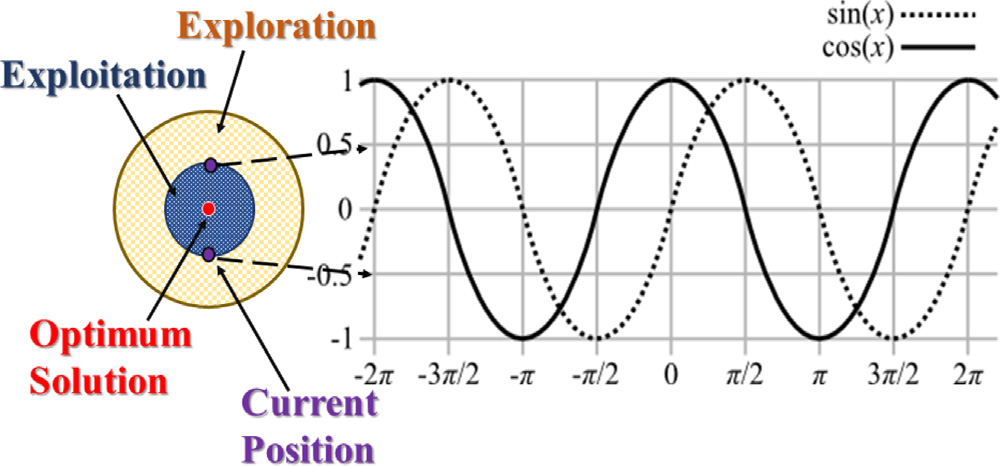 Exploration
Exploitation
Optimum
Solution
Current
Position
sin(x)
cos(x)
1
0.5
0
-0.5
-1
-2π -3π/2 -π -π/2 0 π/2 π 3π/2 2π